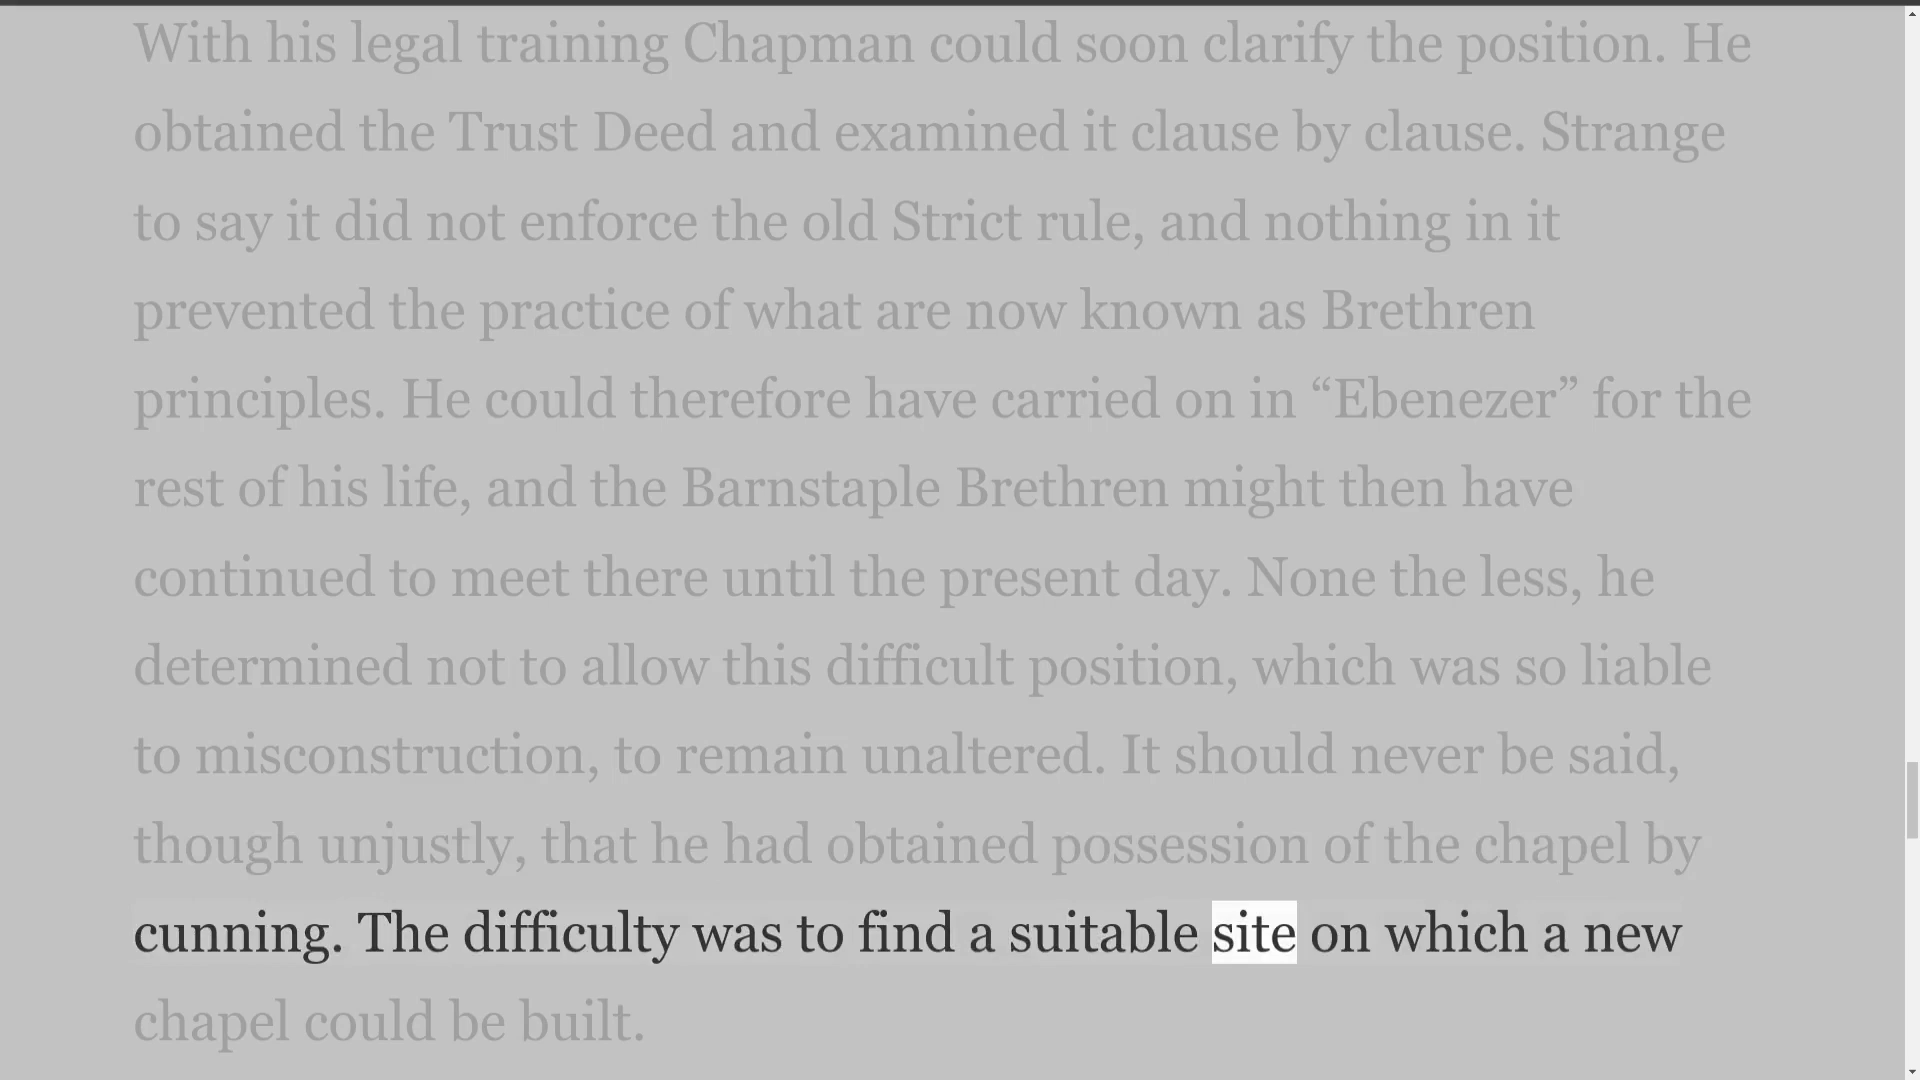 With his legal training Chapman could soon clarify the position. He
obtained the Trust Deed and examined it clause by clause. Strange
to say it did not enforce the old Strict rule, and nothing in it
prevented the practice of what are now known as Brethren
principles. He could therefore have carried on in “Ebenezer” for the
rest of his life, and the Barnstaple Brethren might then have
continued to meet there until the present day. None the less, he
determined not to allow this difficult position, which was so liable
to misconstruction, to remain unaltered. It should never be said,
though unjustly, that he had obtained possession of the chapel by
cunning. The difficulty was to find a suitable site on which a new
chapel could be built.